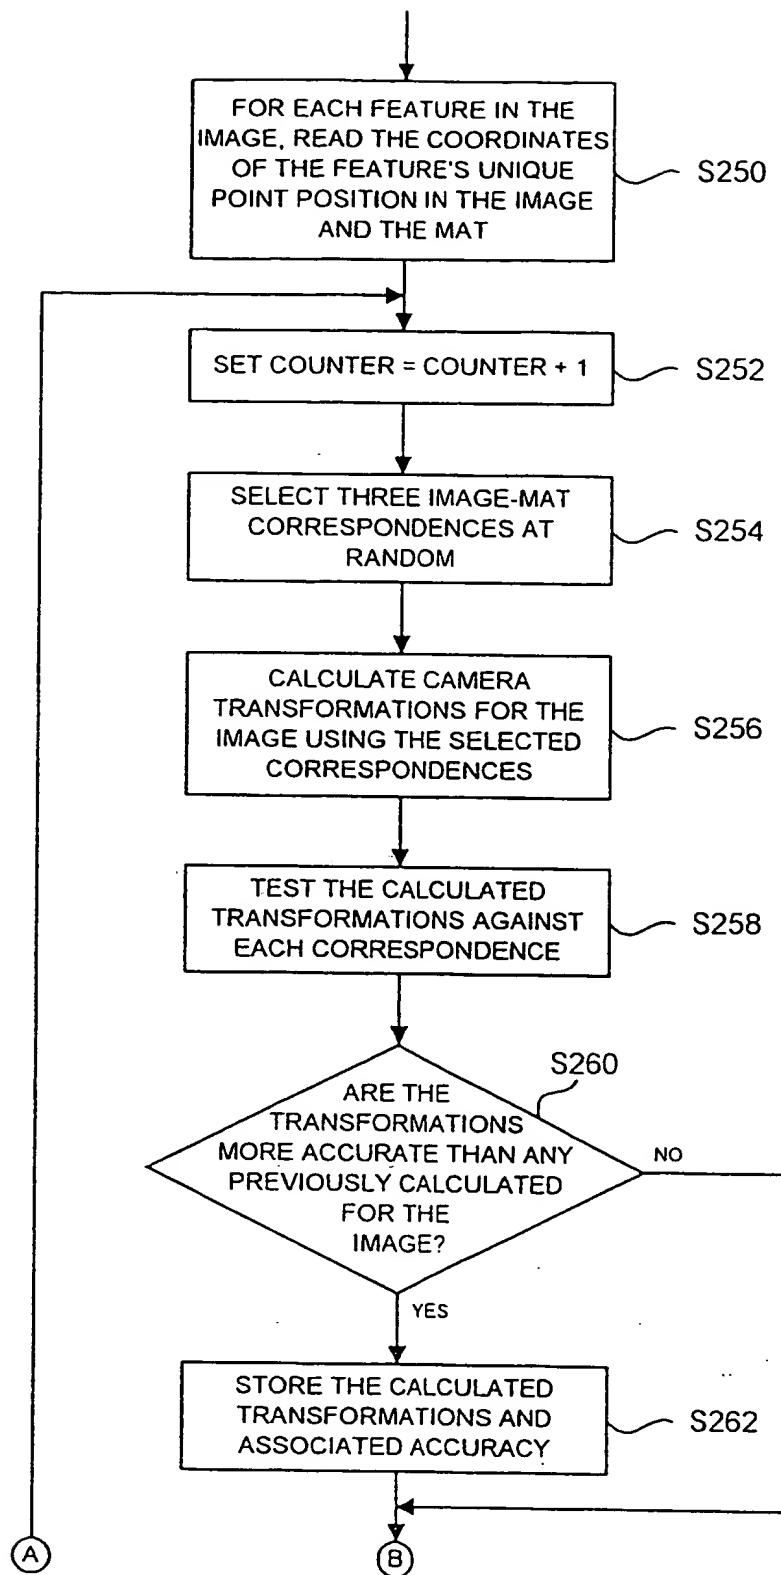 FOR EACH FEATURE IN THE
IMAGE, READ THE COORDINATES
OF THE FEATURE'S UNIQUE
POINT POSITION IN THE IMAGE
AND THE MAT
S250
SET COUNTER = COUNTER + 1
S252
SELECT THREE IMAGE-MAT
CORRESPONDENCES AT
RANDOM
S254
CALCULATE CAMERA
TRANSFORMATIONS FOR THE
IMAGE USING THE SELECTED
CORRESPONDENCES
S256
TEST THE CALCULATED
TRANSFORMATIONS AGAINST
EACH CORRESPONDENCE
S258
S260
ARE THE
TRANSFORMATIONS
MORE ACCURATE THAN ANY
PREVIOUSLY CALCULATED
FOR THE
IMAGE?
NO
YES
STORE THE CALCULATED
TRANSFORMATIONS AND
ASSOCIATED ACCURACY
S262
A
B